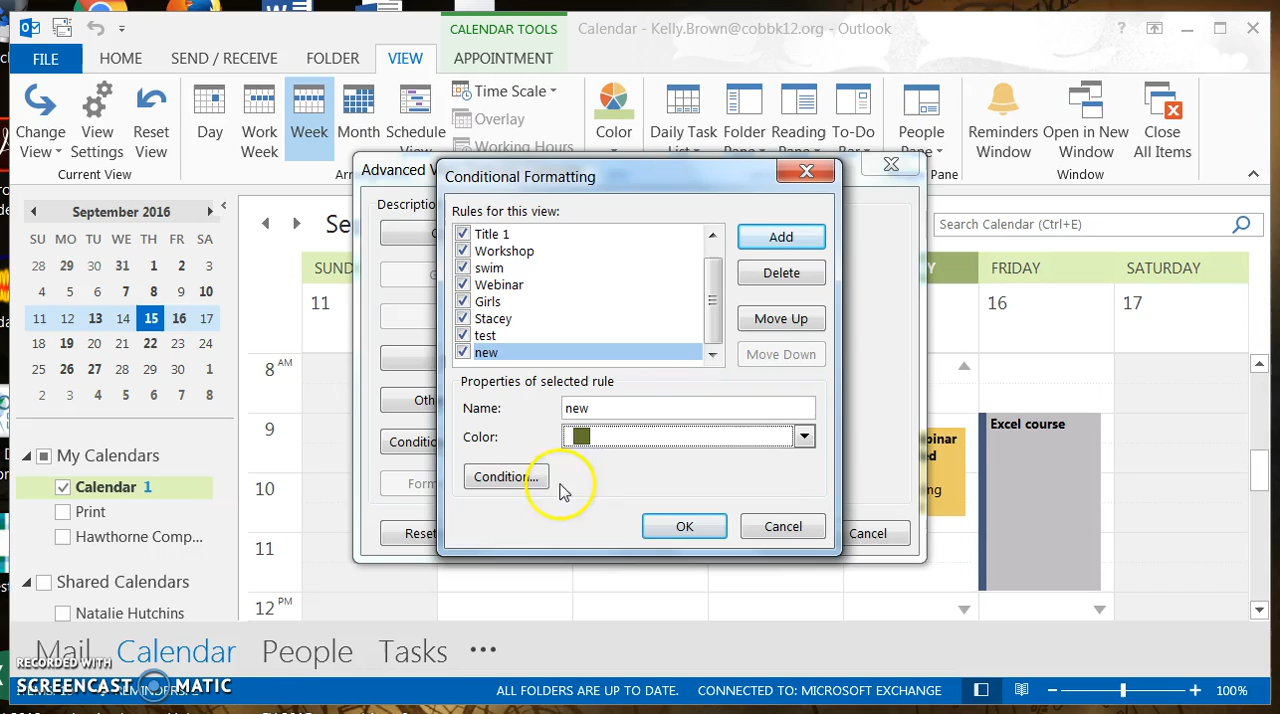 CALENDAR TOOLS
Calendar - Kelly.Brown@cobbk12.org - Outlook
FILE HOME SEND / RECEIVE FOLDER VIEW APPOINTMENT
Change View
View Settings
Reset View
Day
Work Week
Week
Month
Schedule View
Time Scale
Overlay
Working Hours
Color
Daily Task List
Folder Pane
Reading Pane
To-Do Bar
People Pane
Reminders Window
Open in New Window
Close All Items
Current View
Pane
Window
September 2016
SU MO TU WE TH FR SA
28 29 30 31 1 2 3
4 5 6 7 8 9 10
11 12 13 14 15 16 17
18 19 20 21 22 23 24
25 26 27 28 29 30 1
2 3 4 5 6 7 8
My Calendars
Calendar 1
Print
Hawthorne Comp...
Shared Calendars
Natalie Hutchins
Search Calendar (Ctrl+E)
FRIDAY
SATURDAY
11
16
17
8 AM
9
10
11
12 PM
Excel course
Conditional Formatting
Rules for this view:
Title 1
Workshop
swim
Webinar
Girls
Stacey
test
new
Add
Delete
Move Up
Move Down
Properties of selected rule
Name: new
Color:
Condition...
OK
Cancel
Cancel
Mail Calendar People Tasks
RECORDED WITH
SCREENCAST MATIC
ALL FOLDERS ARE UP TO DATE. CONNECTED TO: MICROSOFT EXCHANGE 100%